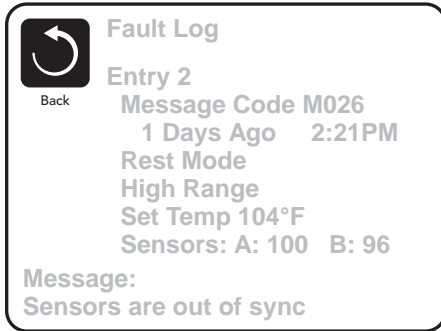 Fault Log
Back
Entry 2
Message Code M026
1 Days Ago 2:21PM
Rest Mode
High Range
Set Temp 104°F
Sensors: A: 100 B: 96
Message:
Sensors are out of sync